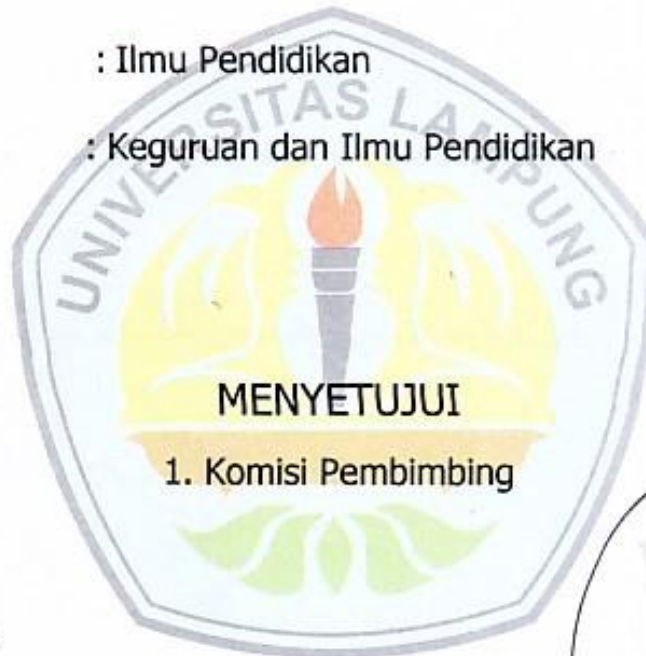 : Ilmu Pendidikan
: Keguruan dan Ilmu Pendidikan
UNIVERSITAS LAMPUNG
MENYETUJUI
1. Komisi Pembimbing